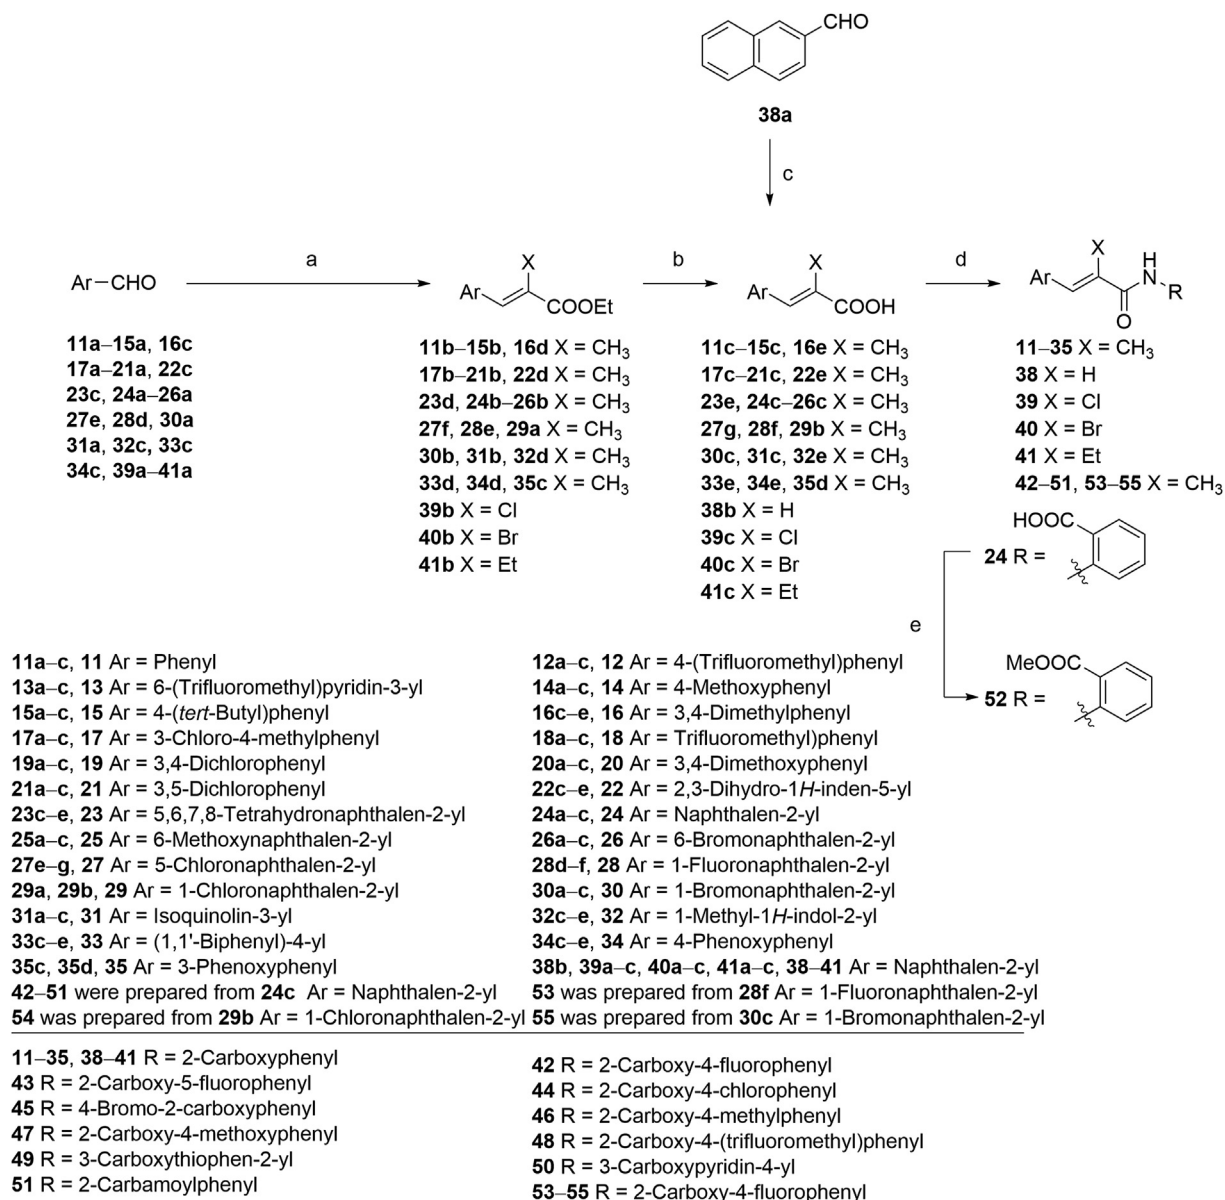 CHO
38a
c
Ar–CHO
a
X
Ar
COOEt
b
X
Ar
COOH
d
X
Ar
H
N
R
O
11a–15a, 16c
17a–21a, 22c
23c, 24a–26a
27e, 28d, 30a
31a, 32c, 33c
34c, 39a–41a
11b–15b, 16d X = CH3
17b–21b, 22d X = CH3
23d, 24b–26b X = CH3
27f, 28e, 29a X = CH3
30b, 31b, 32d X = CH3
33d, 34d, 35c X = CH3
39b X = Cl
40b X = Br
41b X = Et
11c–15c, 16e X = CH3
17c–21c, 22e X = CH3
23e, 24c–26c X = CH3
27g, 28f, 29b X = CH3
30c, 31c, 32e X = CH3
33e, 34e, 35d X = CH3
38b X = H
39c X = Cl
40c X = Br
41c X = Et
11–35 X = CH3
38 X = H
39 X = Cl
40 X = Br
41 X = Et
42–51, 53–55 X = CH3
HOOC
24 R =
e
MeOOC
52 R =
11a–c, 11 Ar = Phenyl
12a–c, 12 Ar = 4-(Trifluoromethyl)phenyl
13a–c, 13 Ar = 6-(Trifluoromethyl)pyridin-3-yl
14a–c, 14 Ar = 4-Methoxyphenyl
15a–c, 15 Ar = 4-(tert-Butyl)phenyl
16c–e, 16 Ar = 3,4-Dimethylphenyl
17a–c, 17 Ar = 3-Chloro-4-methylphenyl
18a–c, 18 Ar = Trifluoromethyl)phenyl
19a–c, 19 Ar = 3,4-Dichlorophenyl
20a–c, 20 Ar = 3,4-Dimethoxyphenyl
21a–c, 21 Ar = 3,5-Dichlorophenyl
22c–e, 22 Ar = 2,3-Dihydro-1H-inden-5-yl
23c–e, 23 Ar = 5,6,7,8-Tetrahydronaphthalen-2-yl
24a–c, 24 Ar = Naphthalen-2-yl
25a–c, 25 Ar = 6-Methoxynaphthalen-2-yl
26a–c, 26 Ar = 6-Bromonaphthalen-2-yl
27e–g, 27 Ar = 5-Chloronaphthalen-2-yl
28d–f, 28 Ar = 1-Fluoronaphthalen-2-yl
29a, 29b, 29 Ar = 1-Chloronaphthalen-2-yl
30a–c, 30 Ar = 1-Bromonaphthalen-2-yl
31a–c, 31 Ar = Isoquinolin-3-yl
32c–e, 32 Ar = 1-Methyl-1H-indol-2-yl
33c–e, 33 Ar = (1,1'-Biphenyl)-4-yl
34c–e, 34 Ar = 4-Phenoxyphenyl
35c, 35d, 35 Ar = 3-Phenoxyphenyl
38b, 39a–c, 40a–c, 41a–c, 38–41 Ar = Naphthalen-2-yl
42–51 were prepared from 24c Ar = Naphthalen-2-yl
53 was prepared from 28f Ar = 1-Fluoronaphthalen-2-yl
54 was prepared from 29b Ar = 1-Chloronaphthalen-2-yl
55 was prepared from 30c Ar = 1-Bromonaphthalen-2-yl
11–35, 38–41 R = 2-Carboxyphenyl
42 R = 2-Carboxy-4-fluorophenyl
43 R = 2-Carboxy-5-fluorophenyl
44 R = 2-Carboxy-4-chlorophenyl
45 R = 4-Bromo-2-carboxyphenyl
46 R = 2-Carboxy-4-methylphenyl
47 R = 2-Carboxy-4-methoxyphenyl
48 R = 2-Carboxy-4-(trifluoromethyl)phenyl
49 R = 3-Carboxythiophen-2-yl
50 R = 3-Carboxypyridin-4-yl
51 R = 2-Carbamoylphenyl
53–55 R = 2-Carboxy-4-fluorophenyl